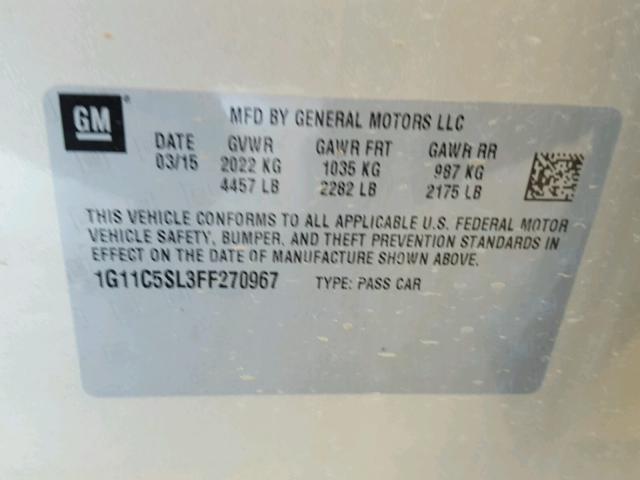 GM ®
MFD BY GENERAL MOTORS LLC
DATE GVWR GAWR FRT GAWR RR
03/15 2022 KG 1035 KG 987 KG
4457 LB 2282 LB 2175 LB
THIS VEHICLE CONFORMS TO ALL APPLICABLE U.S. FEDERAL MOTOR
VEHICLE SAFETY, BUMPER, AND THEFT PREVENTION STANDARDS IN
EFFECT ON THE DATE OF MANUFACTURE SHOWN ABOVE.
1G11C5SL3FF270967 TYPE: PASS CAR